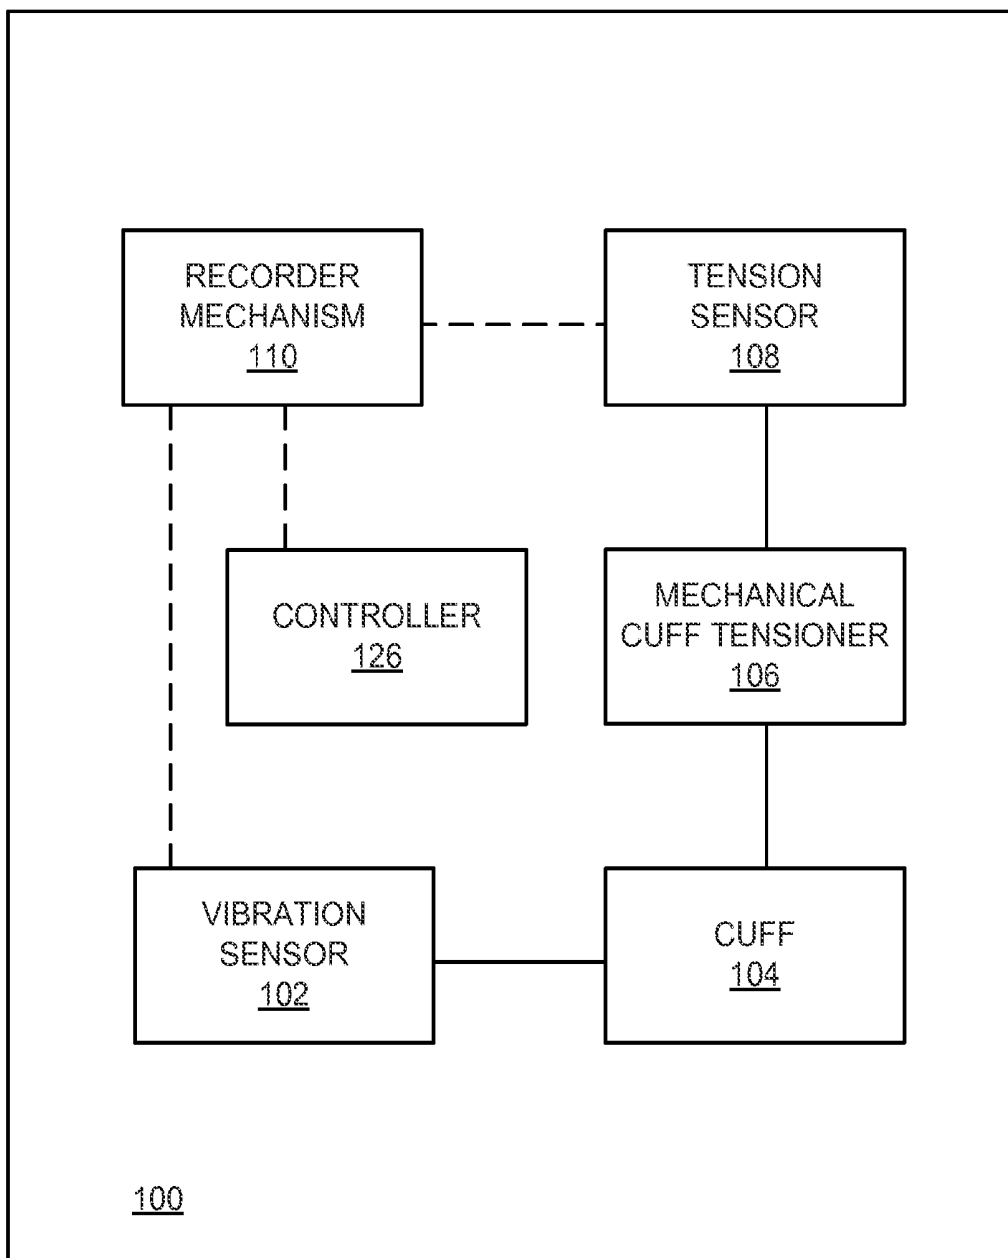 RECORDER
MECHANISM
110
TENSION
SENSOR
108
CONTROLLER
126
MECHANICAL
CUFF TENSIONER
106
VIBRATION
SENSOR
102
CUFF
104
100